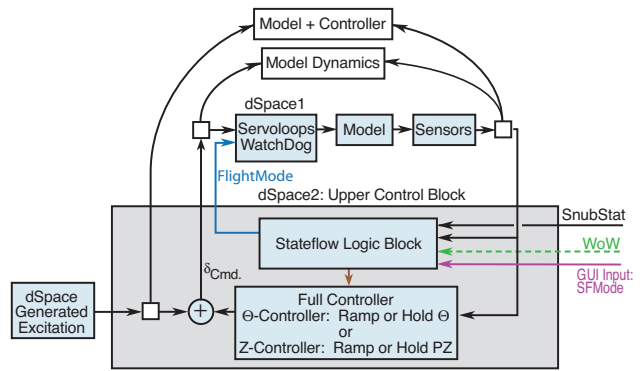 Model + Controller
Model Dynamics
dSpace1
Servoloops
WatchDog
Model
Sensors
FlightMode
dSpace2: Upper Control Block
SnubStat
Stateflow Logic Block
WoW
GUI Input:
SFMode
δCmd.
dSpace
Generated
Excitation
+
Full Controller
Θ-Controller: Ramp or Hold Θ
or
Z-Controller: Ramp or Hold PZ